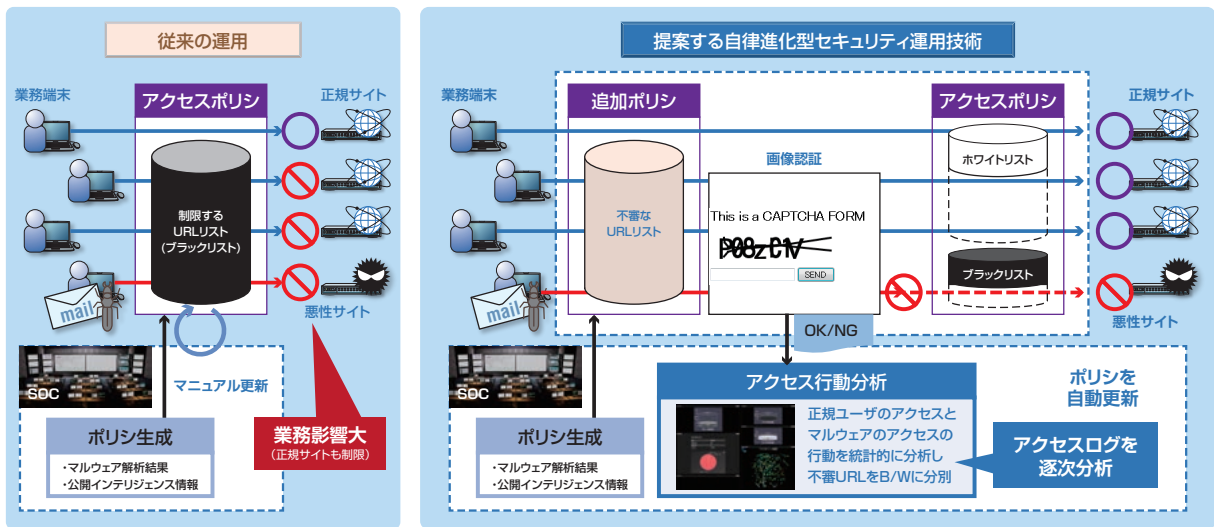 従来の運用
業務端末
アクセスポリシ
正規サイト
制限する
URLリスト
(ブラックリスト)
mail
悪性サイト
マニュアル更新
SOC
ポリシ生成
・マルウェア解析結果
・公開インテリジェンス情報
業務影響大
(正規サイトも制限)
提案する自律進化型セキュリティ運用技術
業務端末
追加ポリシ
アクセスポリシ
正規サイト
画像認証
ホワイトリスト
不審な
URLリスト
This is a CAPTCHA FORM
P08zC1V
SEND
ブラックリスト
mail
悪性サイト
OK/NG
SOC
ポリシ生成
・マルウェア解析結果
・公開インテリジェンス情報
アクセス行動分析
正規ユーザのアクセスと
マルウェアのアクセスの
行動を統計的に分析し
不審URLをB/Wに分別
ポリシを
自動更新
アクセスログを
逐次分析